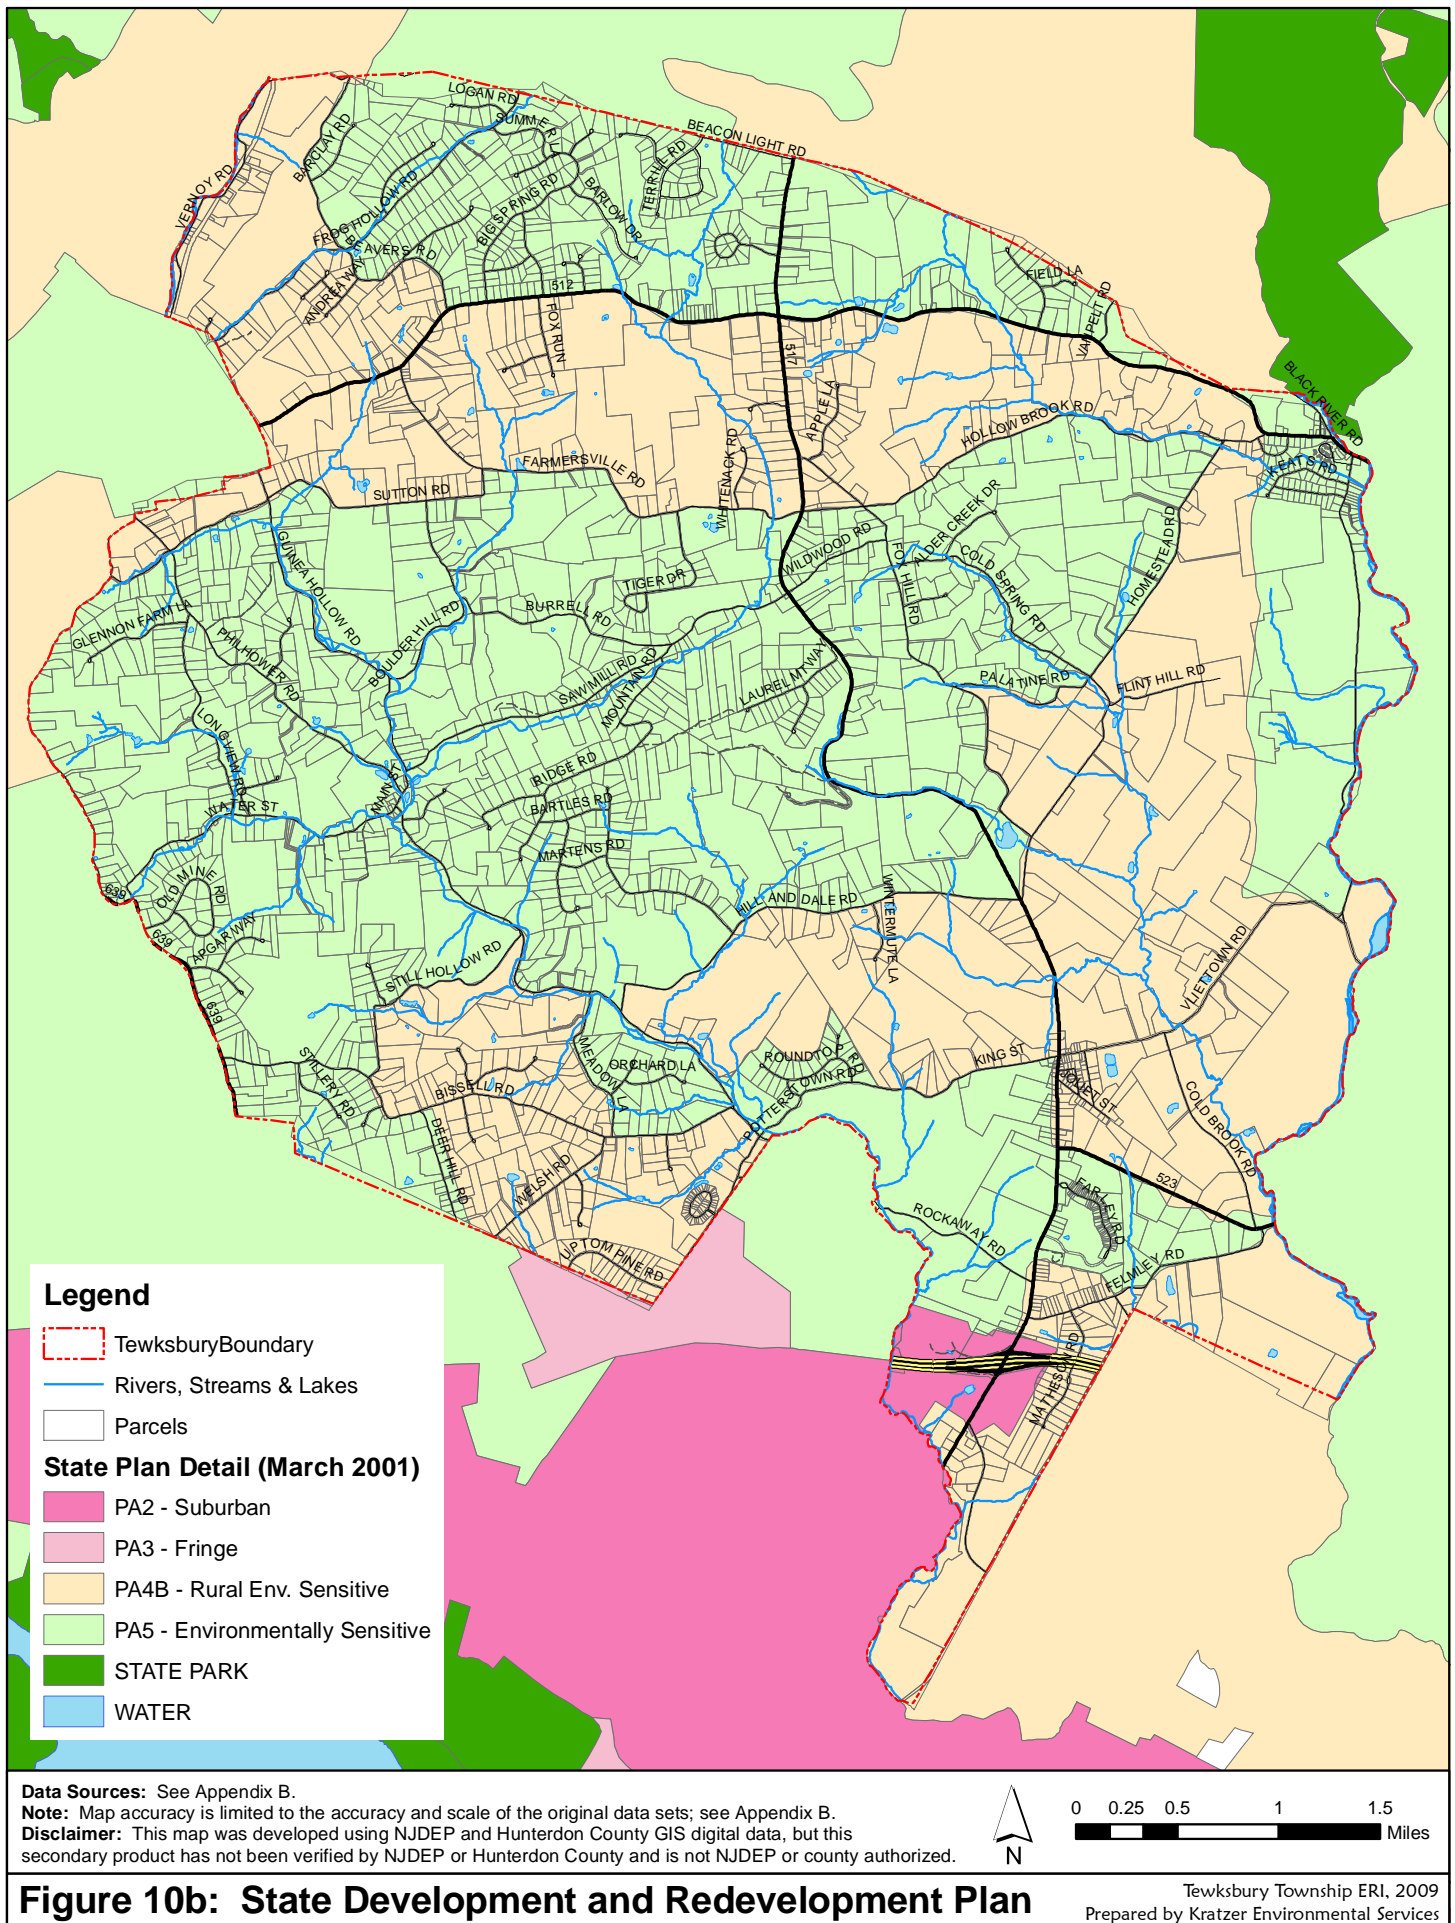 LOGAN RD
SUMMER LA
BEACON LIGHT RD
BARCLAY RD
TERRILL RD
VERNOY RD
FROG HOLLOW RD
BIG SPRING RD
BARLOW DR
BEAVERS RD
ANDREA WAY
FIELD LA
512
VANPELT RD
FOX RUN
517
BLACK RIVER RD
APPLE LA
HOLLOW BROOK RD
WHITENACK RD
FARMERSVILLE RD
KEATS RD
SUTTON RD
ALDER CREEK DR
HOMESTEAD RD
GUINEA HOLLOW RD
WILDWOOD RD
FOX HILL RD
COLD SPRING RD
TIGER DR
BURRELL RD
GLENNON FARM LA
BOULDER HILL RD
PHILHOWER RD
SAWMILL RD
MOUNTAIN RD
LAUREL MT WAY
PALATINE RD
FLINT HILL RD
LONGVIEW RD
RIDGE RD
MAIN ST
WATER ST
BARTLES RD
MARTENS RD
OLD MINE RD
639
HILL AND DALE RD
WINTERMUTE LA
639
APGAR WAY
STILL HOLLOW RD
VLIETTOWN RD
639
STILLERY RD
MEADOW LA
ORCHARD LA
ROUNDTOP RD
KING ST
BISSELL RD
POTTERSTOWN RD
JOLIET ST
COLD BROOK RD
DEER HILL RD
WELSH RD
523
FARLEY RD
ROCKAWAY RD
UPTOM PINE RD
FELMLEY RD
MATHESON RD
Legend
TewksburyBoundary
Rivers, Streams & Lakes
Parcels
State Plan Detail (March 2001)
PA2 - Suburban
PA3 - Fringe
PA4B - Rural Env. Sensitive
PA5 - Environmentally Sensitive
STATE PARK
WATER
Data Sources: See Appendix B.
Note: Map accuracy is limited to the accuracy and scale of the original data sets; see Appendix B.
Disclaimer: This map was developed using NJDEP and Hunterdon County GIS digital data, but this
secondary product has not been verified by NJDEP or Hunterdon County and is not NJDEP or county authorized.
N
0 0.25 0.5 1 1.5
Miles
Figure 10b: State Development and Redevelopment Plan
Tewksbury Township ERI, 2009
Prepared by Kratzer Environmental Services